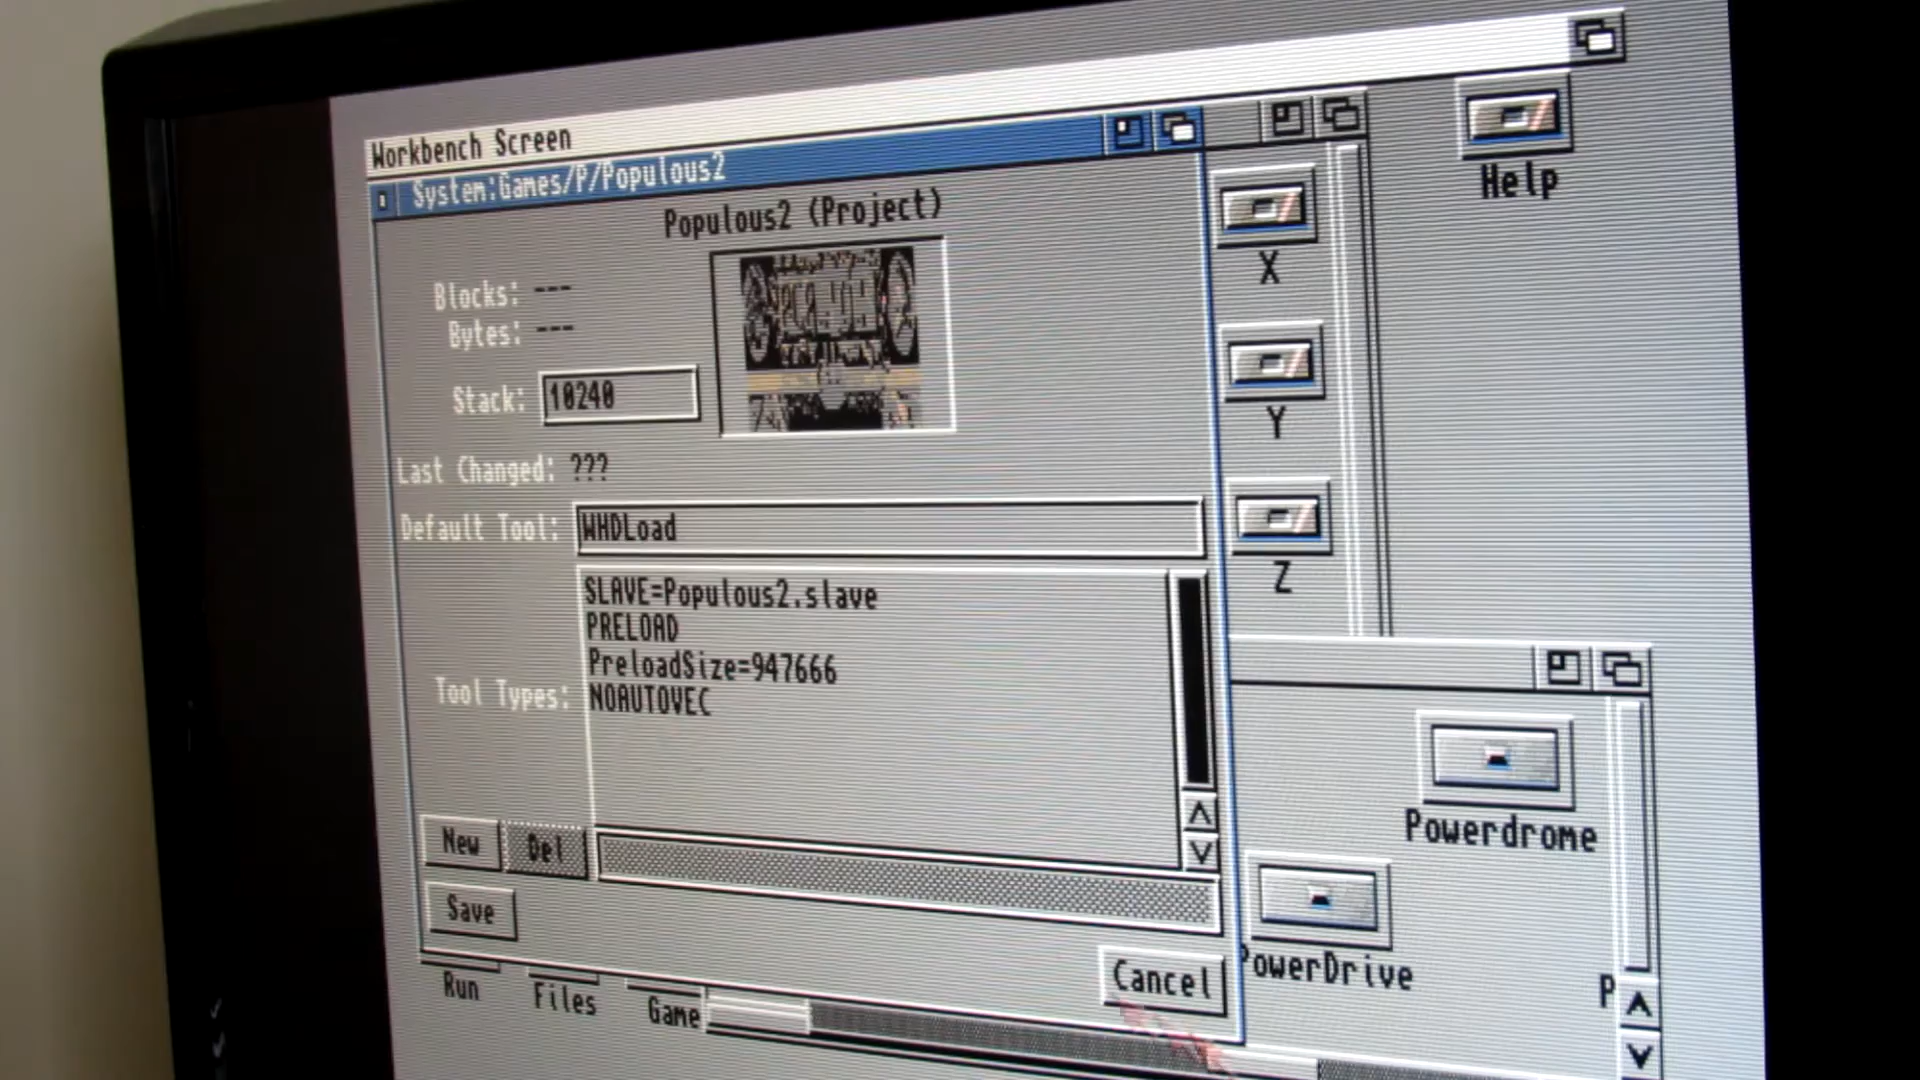 Workbench Screen
System:Games/P/Populous2
Populous2 (Project)
Blocks: ---
Bytes: ---
Stack: 10240
Last Changed: ???
Default Tool: WHDLoad
Tool Types:
SLAVE=Populous2.slave
PRELOAD
PreloadSize=947666
NOAUTOVEC
New
Del
Save
Cancel
Help
X
Y
Z
Powerdrome
PowerDrive
P
Run
Files
Game